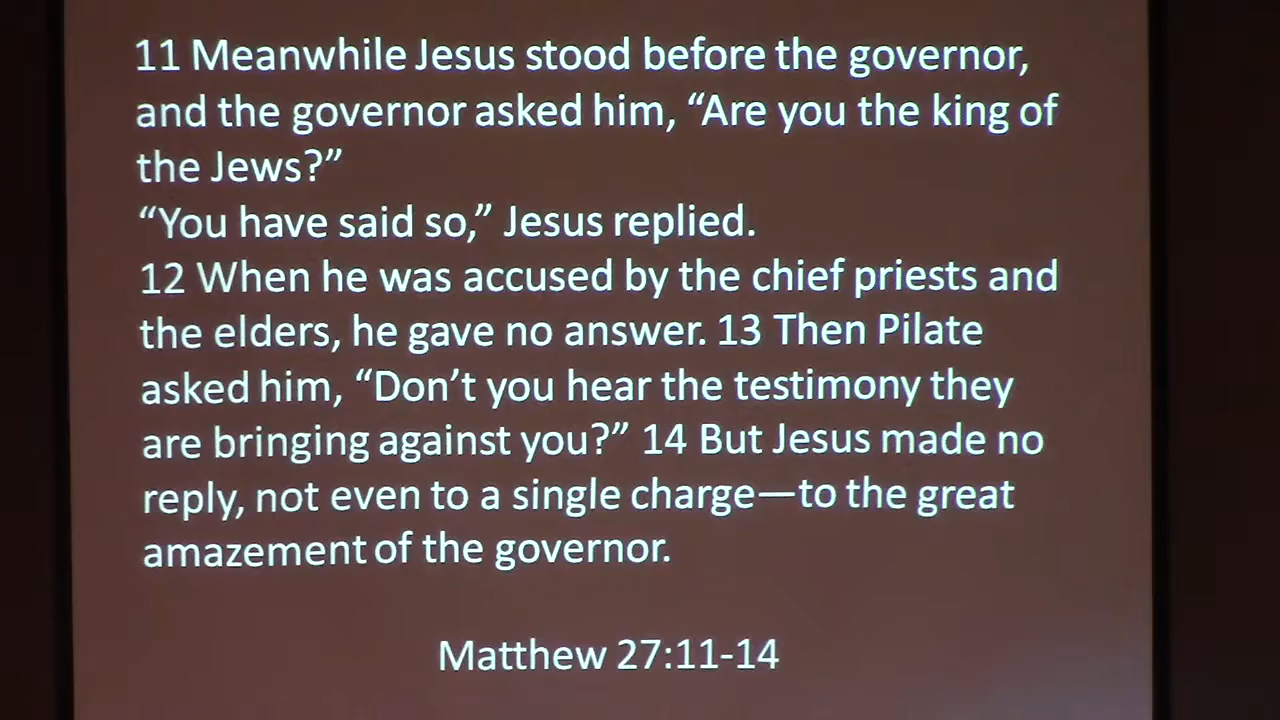 11 Meanwhile Jesus stood before the governor,
and the governor asked him, “Are you the king of
the Jews?”
“You have said so,” Jesus replied.
12 When he was accused by the chief priests and
the elders, he gave no answer. 13 Then Pilate
asked him, “Don’t you hear the testimony they
are bringing against you?” 14 But Jesus made no
reply, not even to a single charge—to the great
amazement of the governor.
Matthew 27:11-14